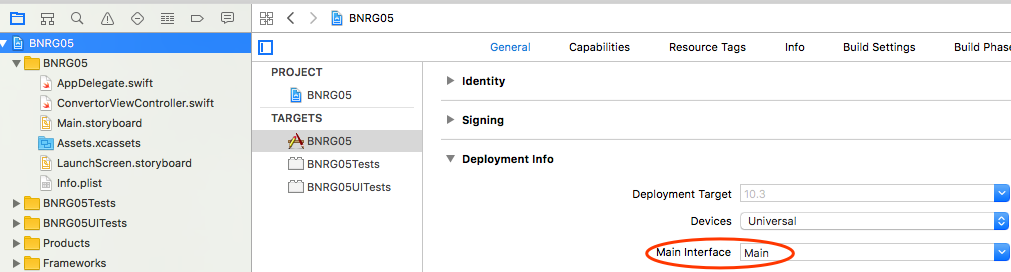 BNRG05
General Capabilities Resource Tags Info Build Settings Build Phase
BNRG05
BNRG05
AppDelegate.swift
ConvertorViewController.swift
Main.storyboard
Assets.xcassets
LaunchScreen.storyboard
Info.plist
BNRG05Tests
BNRG05UITests
Products
Frameworks
PROJECT
BNRG05
TARGETS
BNRG05
BNRG05Tests
BNRG05UITests
Identity
Signing
Deployment Info
Deployment Target 10.3
Devices Universal
Main Interface Main